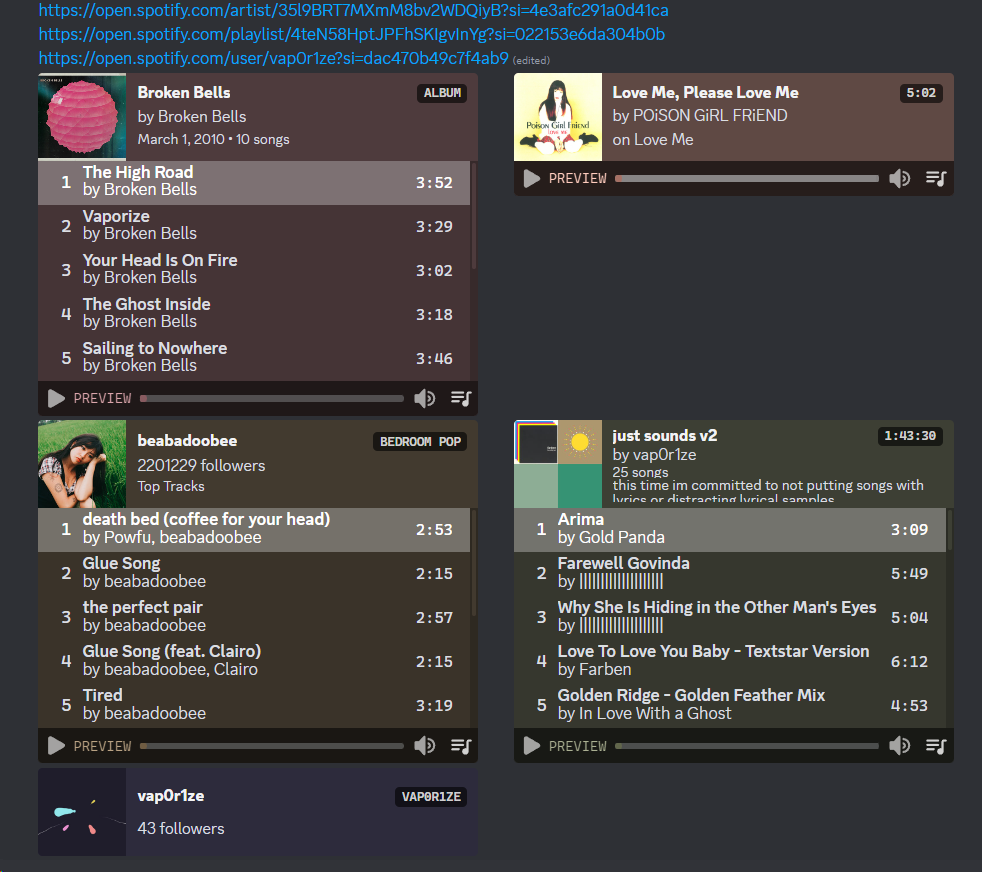 https://open.spotify.com/artist/35l9BRT7MXmM8bv2WDQiyB?si=4e3afc291a0d41ca
https://open.spotify.com/playlist/4teN58HptJPFhSKIgvlnYg?si=022153e6da304b0b
https://open.spotify.com/user/vap0r1ze?si=dac470b49c7f4ab9 (edited)
Broken Bells
ALBUM
by Broken Bells
March 1, 2010 • 10 songs
1 The High Road 3:52
by Broken Bells
2 Vaporize 3:29
by Broken Bells
3 Your Head Is On Fire 3:02
by Broken Bells
4 The Ghost Inside 3:18
by Broken Bells
5 Sailing to Nowhere 3:46
by Broken Bells
PREVIEW
POiSON GiRL FRiEND
love me
Love Me, Please Love Me
5:02
by POiSON GiRL FRiEND
on Love Me
PREVIEW
beabadoobee
BEDROOM POP
2201229 followers
Top Tracks
1 death bed (coffee for your head) 2:53
by Powfu, beabadoobee
2 Glue Song 2:15
by beabadoobee
3 the perfect pair 2:57
by beabadoobee
4 Glue Song (feat. Clairo) 2:15
by beabadoobee, Clairo
5 Tired 3:19
by beabadoobee
PREVIEW
just sounds v2
1:43:30
by vap0r1ze
25 songs
this time im committed to not putting songs with
lyrics or distracting lyrical samples
1 Arima 3:09
by Gold Panda
2 Farewell Govinda 5:49
by ||||||||||||||||||||
3 Why She Is Hiding in the Other Man's Eyes 5:04
by ||||||||||||||||||||
4 Love To Love You Baby - Textstar Version 6:12
by Farben
5 Golden Ridge - Golden Feather Mix 4:53
by In Love With a Ghost
PREVIEW
vap0r1ze
VAP0R1ZE
43 followers